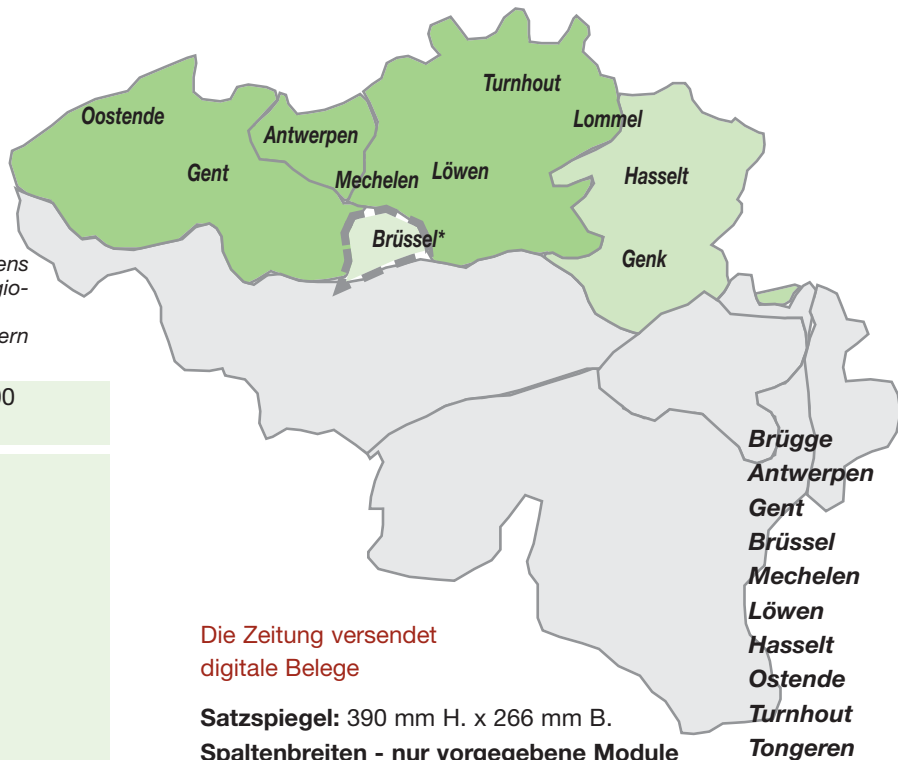 Turnhout
Oostende
Lommel
Antwerpen
Gent
Mechelen
Löwen
Hasselt
Brüssel*
Genk
ens
gio-
ern
00
Brügge
Antwerpen
Gent
Brüssel
Mechelen
Löwen
Hasselt
Ostende
Turnhout
Tongeren
Die Zeitung versendet
digitale Belege
Satzspiegel: 390 mm H. x 266 mm B.
Spaltenbreiten - nur vorgegebene Module